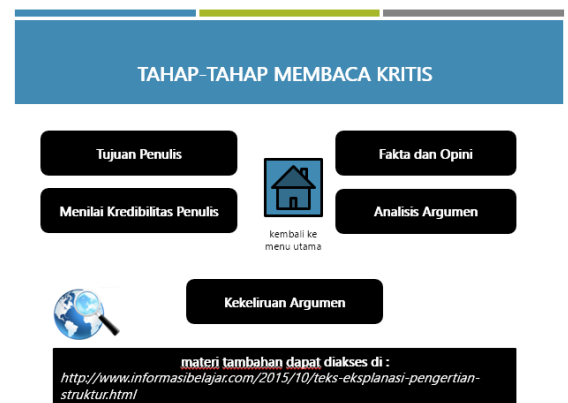 TAHAP-TAHAP MEMBACA KRITIS
Tujuan Penulis
Fakta dan Opini
Menilai Kredibilitas Penulis
Analisis Argumen
kembali ke
menu utama
Kekeliruan Argumen
materi tambahan dapat diakses di :
http://www.informasibelajar.com/2015/10/teks-eksplanasi-pengertian-
struktur.html